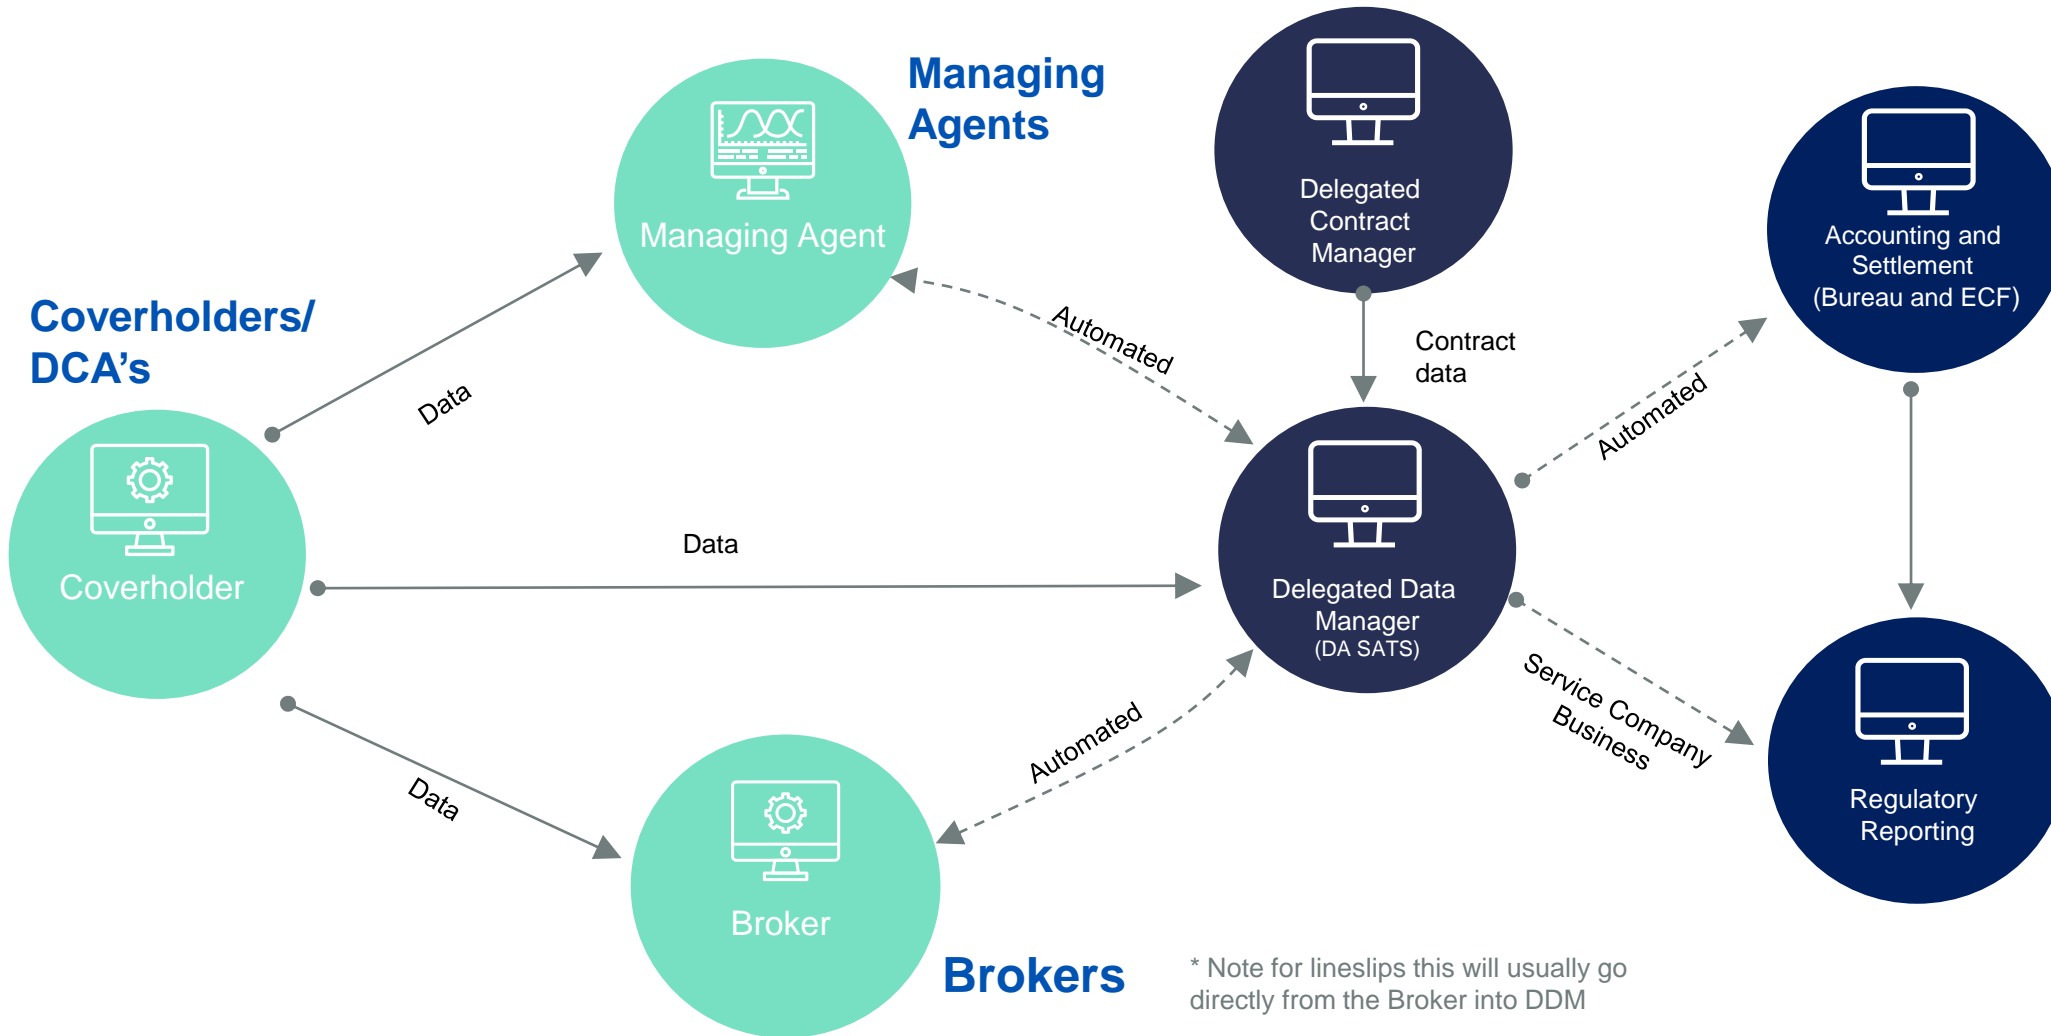 Managing
Agents
Managing Agent
Delegated
Contract
Manager
Accounting and
Settlement
(Bureau and ECF)
Coverholders/
DCA's
Data
Automated
Contract
data
Automated
Coverholder
Data
Delegated Data
Manager
(DA SATS)
Service Company
Business
Data
Automated
Regulatory
Reporting
Broker
Brokers
* Note for lineslips this will usually go
directly from the Broker into DDM